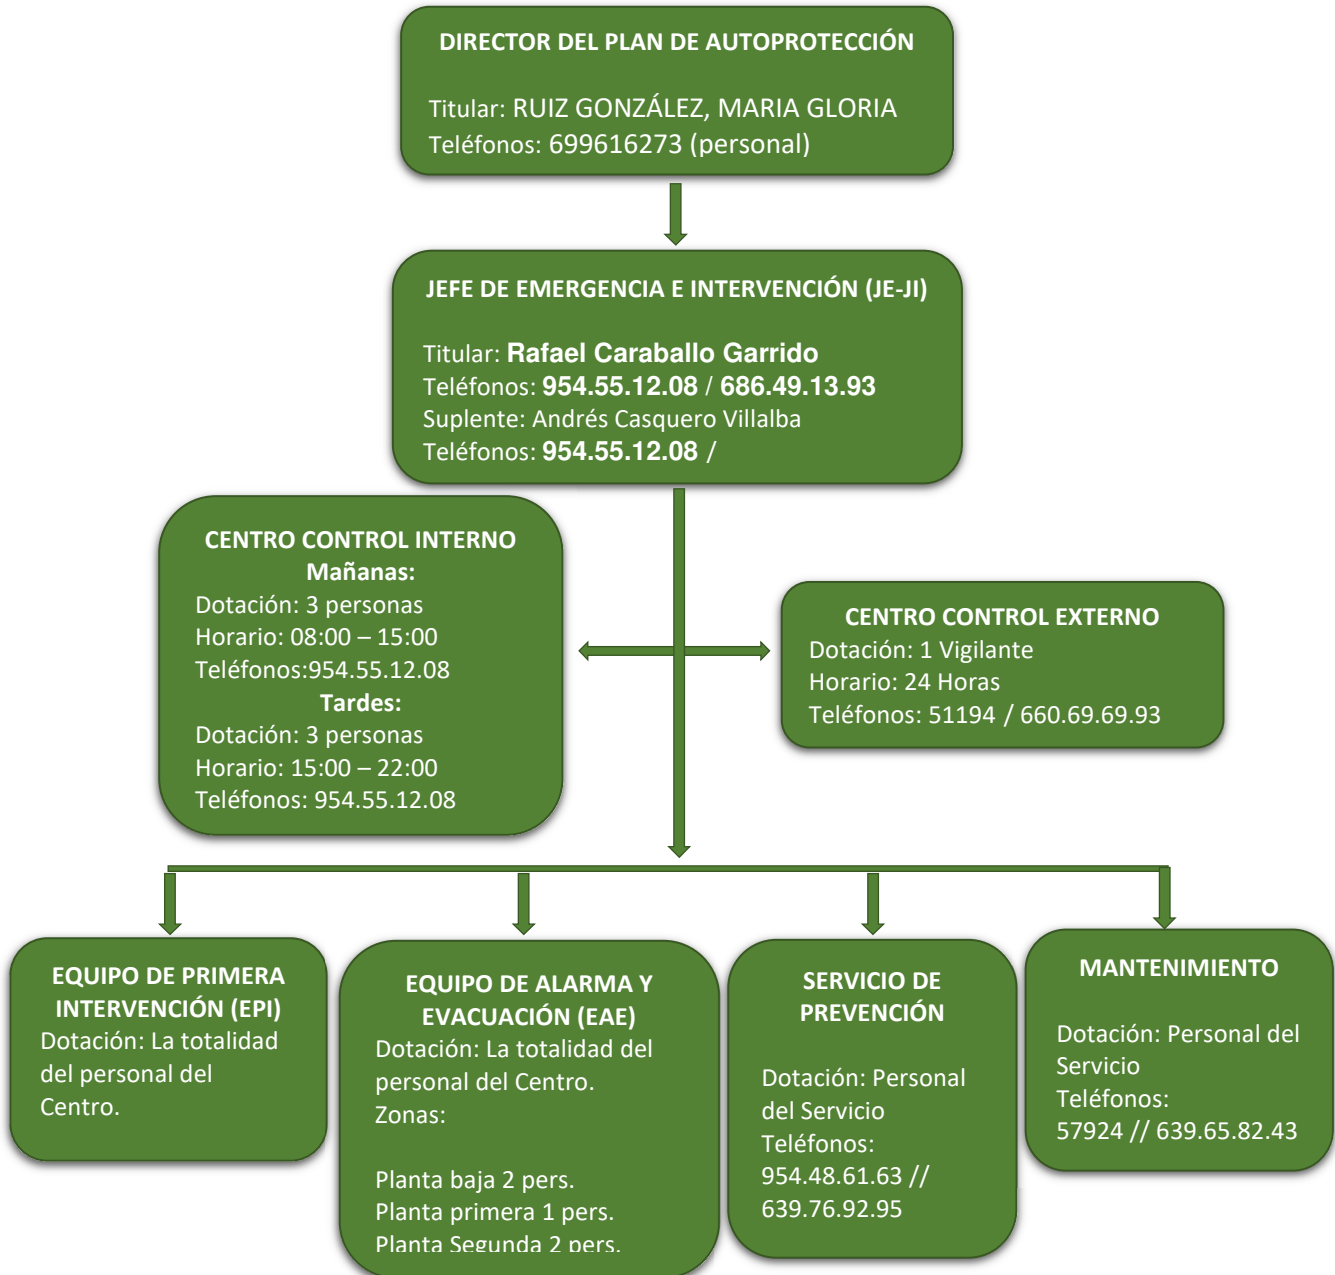 DIRECTOR DEL PLAN DE AUTOPROTECCIÓN
Titular: RUIZ GONZÁLEZ, MARIA GLORIA
Teléfonos: 699616273 (personal)
JEFE DE EMERGENCIA E INTERVENCIÓN (JE-JI)
Titular: Rafael Caraballo Garrido
Teléfonos: 954.55.12.08 / 686.49.13.93
Suplente: Andrés Casquero Villalba
Teléfonos: 954.55.12.08 /
CENTRO CONTROL INTERNO
Mañanas:
Dotación: 3 personas
Horario: 08:00 – 15:00
Teléfonos:954.55.12.08
Tardes:
Dotación: 3 personas
Horario: 15:00 – 22:00
Teléfonos: 954.55.12.08
CENTRO CONTROL EXTERNO
Dotación: 1 Vigilante
Horario: 24 Horas
Teléfonos: 51194 / 660.69.69.93
EQUIPO DE PRIMERA
INTERVENCIÓN (EPI)
Dotación: La totalidad
del personal del
Centro.
EQUIPO DE ALARMA Y
EVACUACIÓN (EAE)
Dotación: La totalidad del
personal del Centro.
Zonas:
Planta baja 2 pers.
Planta primera 1 pers.
Planta Segunda 2 pers.
SERVICIO DE
PREVENCIÓN
Dotación: Personal
del Servicio
Teléfonos:
954.48.61.63 //
639.76.92.95
MANTENIMIENTO
Dotación: Personal del
Servicio
Teléfonos:
57924 // 639.65.82.43